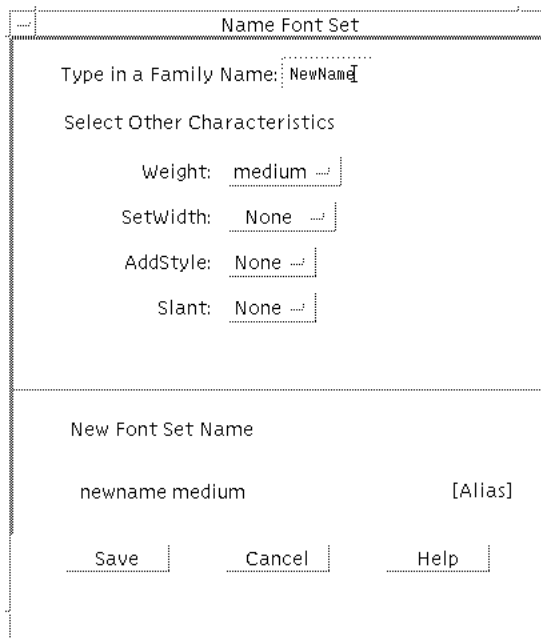 Name Font Set
Type in a Family Name: NewName
Select Other Characteristics
Weight: medium
SetWidth: None
AddStyle: None
Slant: None
New Font Set Name
newname medium [Alias]
Save Cancel Help